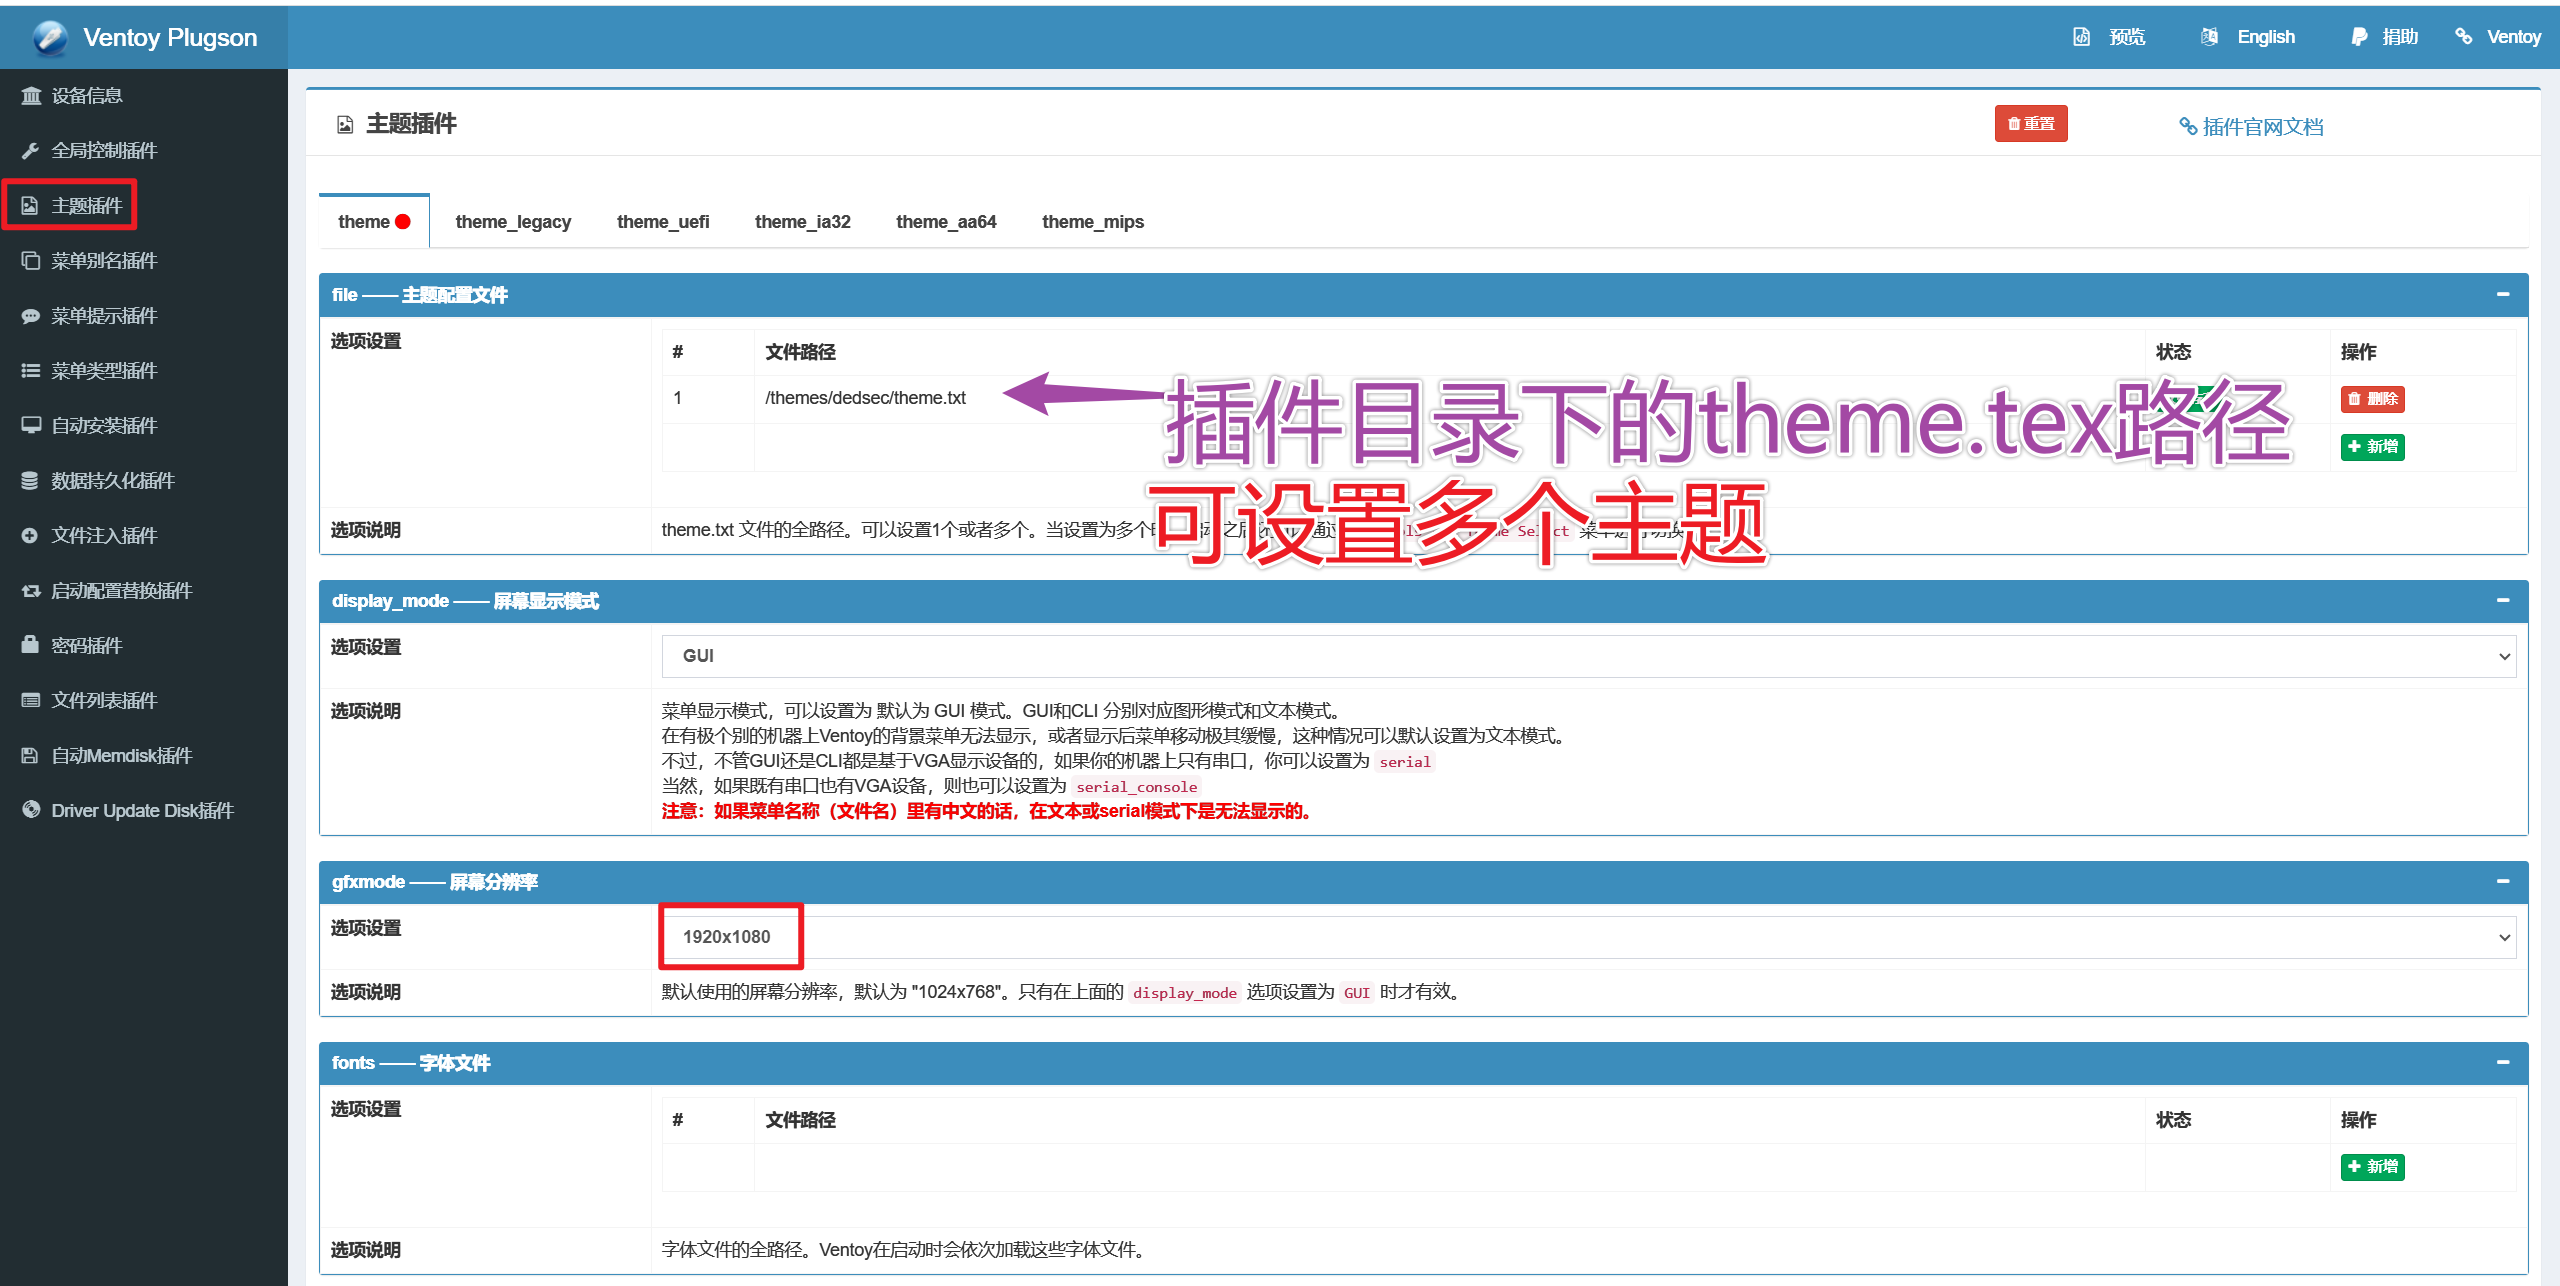 Ventoy Plugson
预览 English 捐助 Ventoy
设备信息
全局控制插件
主题插件
菜单别名插件
菜单提示插件
菜单类型插件
自动安装插件
数据持久化插件
文件注入插件
启动配置替换插件
密码插件
文件列表插件
自动Memdisk插件
Driver Update Disk插件
主题插件
重置
插件官网文档
theme theme_legacy theme_uefi theme_ia32 theme_aa64 theme_mips
file —— 主题配置文件
选项设置
# 文件路径 状态 操作
1 /themes/dedsec/theme.txt 删除
新增
插件目录下的theme.tex路径
可设置多个主题
选项说明
theme.txt 文件的全路径。可以设置1个或者多个。当设置为多个 Select
display_mode —— 屏幕显示模式
选项设置
GUI
选项说明
菜单显示模式，可以设置为 默认为 GUI 模式。GUI和CLI 分别对应图形模式和文本模式。
在有极个别的机器上Ventoy的背景菜单无法显示，或者显示后菜单移动极其缓慢，这种情况可以默认设置为文本模式。
不过，不管GUI还是CLI都是基于VGA显示设备的，如果你的机器上只有串口，你可以设置为 serial
当然，如果既有串口也有VGA设备，则也可以设置为 serial_console
注意：如果菜单名称（文件名）里有中文的话，在文本或serial模式下是无法显示的。
gfxmode —— 屏幕分辨率
选项设置
1920x1080
选项说明
默认使用的屏幕分辨率，默认为 "1024x768"。只有在上面的 display_mode 选项设置为 GUI 时才有效。
fonts —— 字体文件
选项设置
# 文件路径 状态 操作
新增
选项说明
字体文件的全路径。Ventoy在启动时会依次加载这些字体文件。